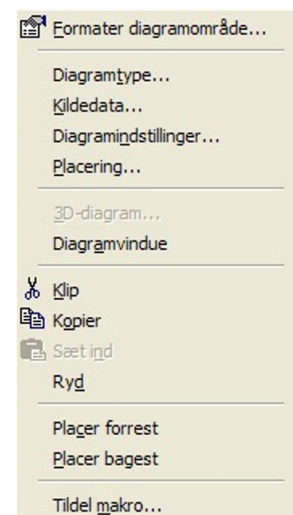 Formater diagramområde...
Diagramtype...
Kildedata...
Diagramindstillinger...
Placering...
3D-diagram...
Diagramvindue
Klip
Kopier
Sæt ind
Ryd
Placer forrest
Placer bagest
Tildel makro...